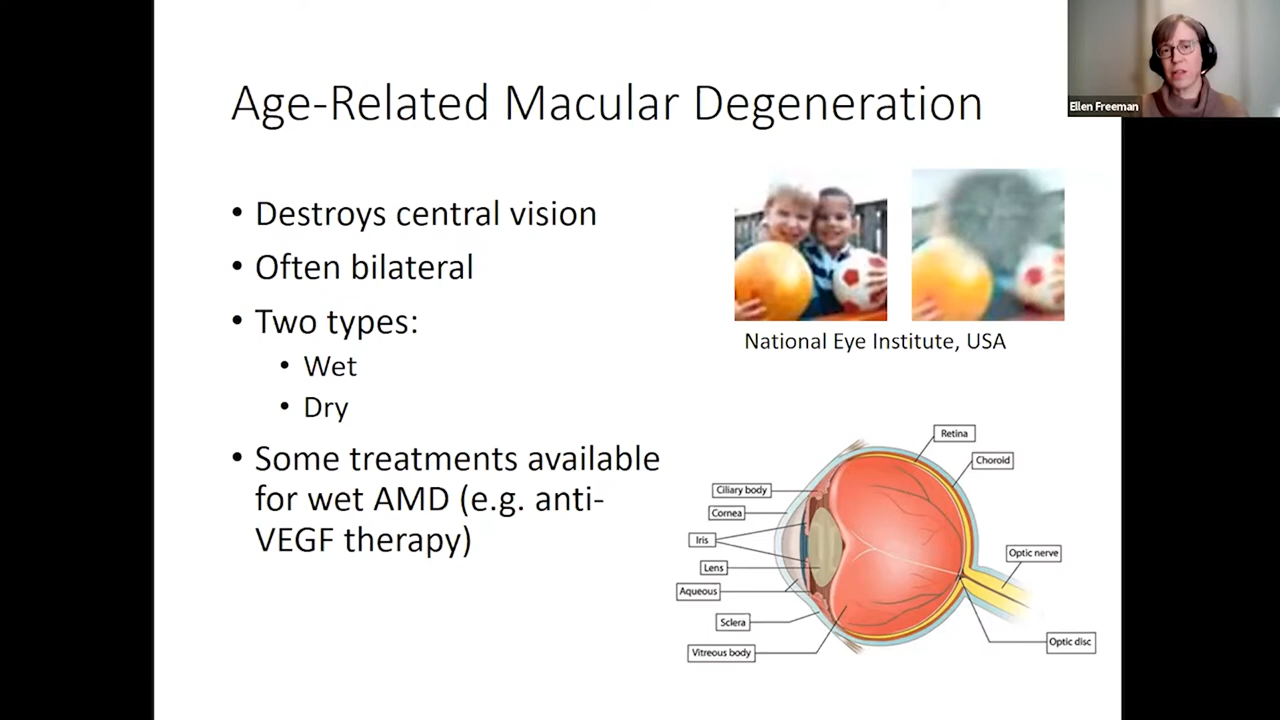 Ellen Freeman
Age-Related Macular Degeneration
• Destroys central vision
• Often bilateral
• Two types:
• Wet
• Dry
• Some treatments available
for wet AMD (e.g. anti-
VEGF therapy)
National Eye Institute, USA
Retina
Choroid
Ciliary body
Cornea
Iris
Lens
Aqueous
Sclera
Vitreous body
Optic nerve
Optic disc